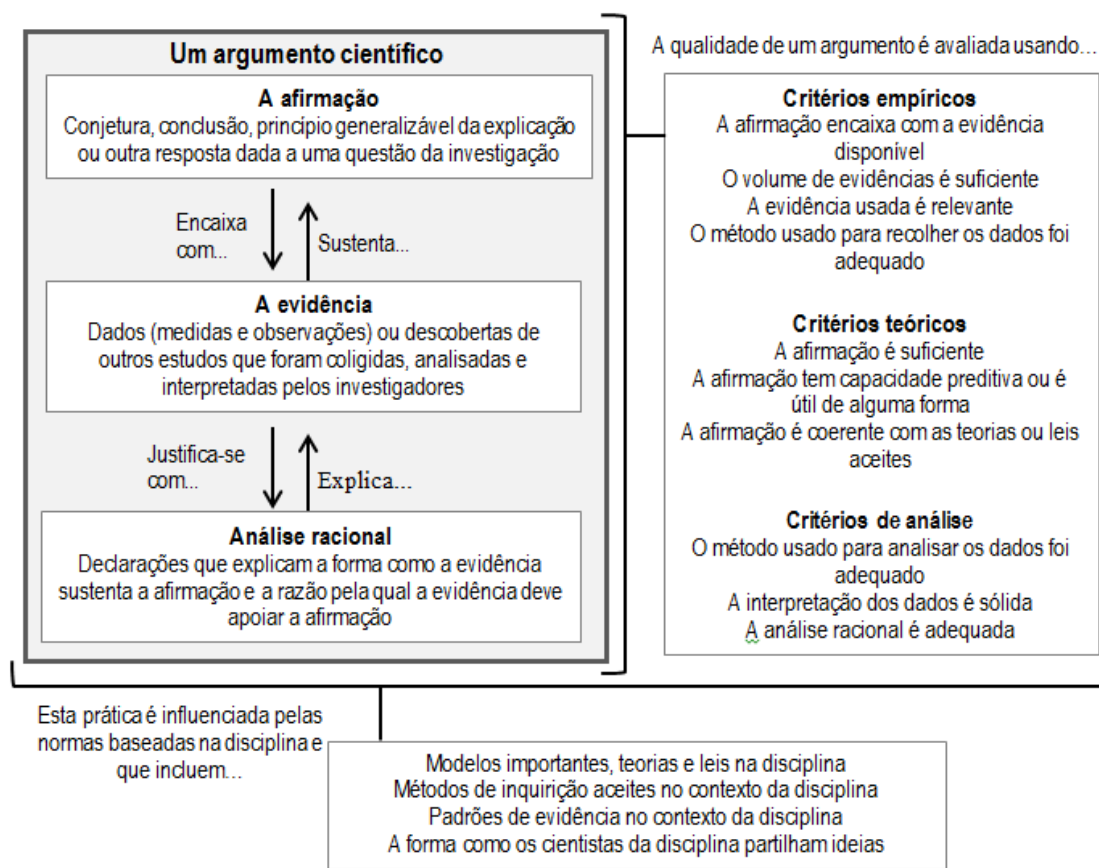 Um argumento científico
A afirmação
Conjetura, conclusão, princípio generalizável da explicação
ou outra resposta dada a uma questão da investigação
Encaixa
com...
Sustenta...
A evidência
Dados (medidas e observações) ou descobertas de
outros estudos que foram coligidas, analisadas e
interpretadas pelos investigadores
Justifica-se
com...
Explica...
Análise racional
Declarações que explicam a forma como a evidência
sustenta a afirmação e a razão pela qual a evidência deve
apoiar a afirmação
A qualidade de um argumento é avaliada usando...
Critérios empíricos
A afirmação encaixa com a evidência
disponível
O volume de evidências é suficiente
A evidência usada é relevante
O método usado para recolher os dados foi
adequado
Critérios teóricos
A afirmação é suficiente
A afirmação tem capacidade preditiva ou é
útil de alguma forma
A afirmação é coerente com as teorias ou leis
aceites
Critérios de análise
O método usado para analisar os dados foi
adequado
A interpretação dos dados é sólida
A análise racional é adequada
Esta prática é influenciada pelas
normas baseadas na disciplina e
que incluem...
Modelos importantes, teorias e leis na disciplina
Métodos de inquirição aceites no contexto da disciplina
Padrões de evidência no contexto da disciplina
A forma como os cientistas da disciplina partilham ideias